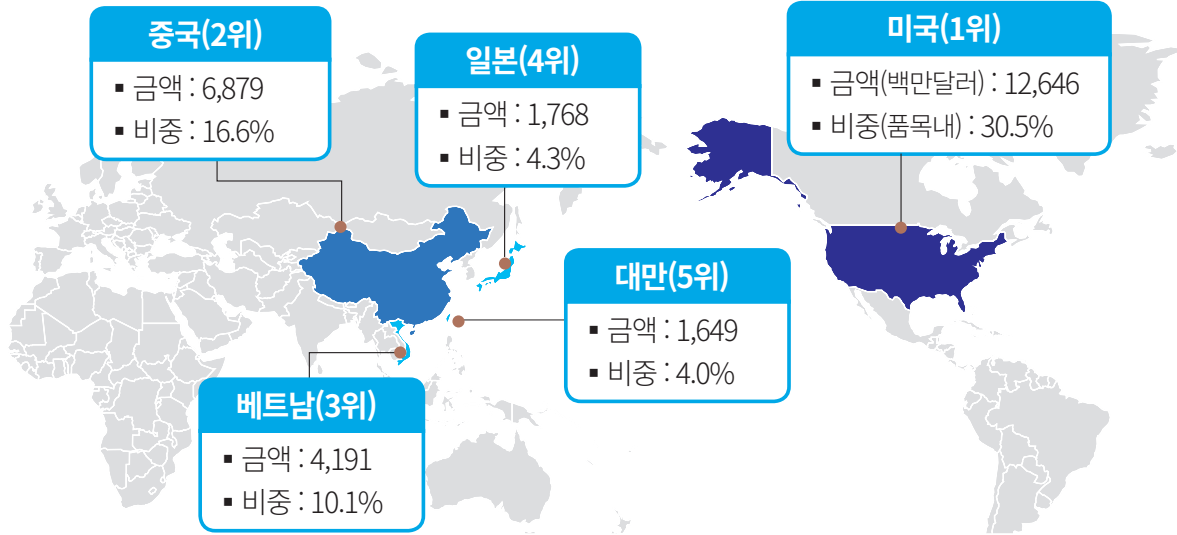 중국(2위)
▪ 금액 : 6,879
▪ 비중 : 16.6%
일본(4위)
▪ 금액 : 1,768
▪ 비중 : 4.3%
미국(1위)
▪ 금액(백만달러) : 12,646
▪ 비중(품목내) : 30.5%
대만(5위)
▪ 금액 : 1,649
▪ 비중 : 4.0%
베트남(3위)
▪ 금액 : 4,191
▪ 비중 : 10.1%